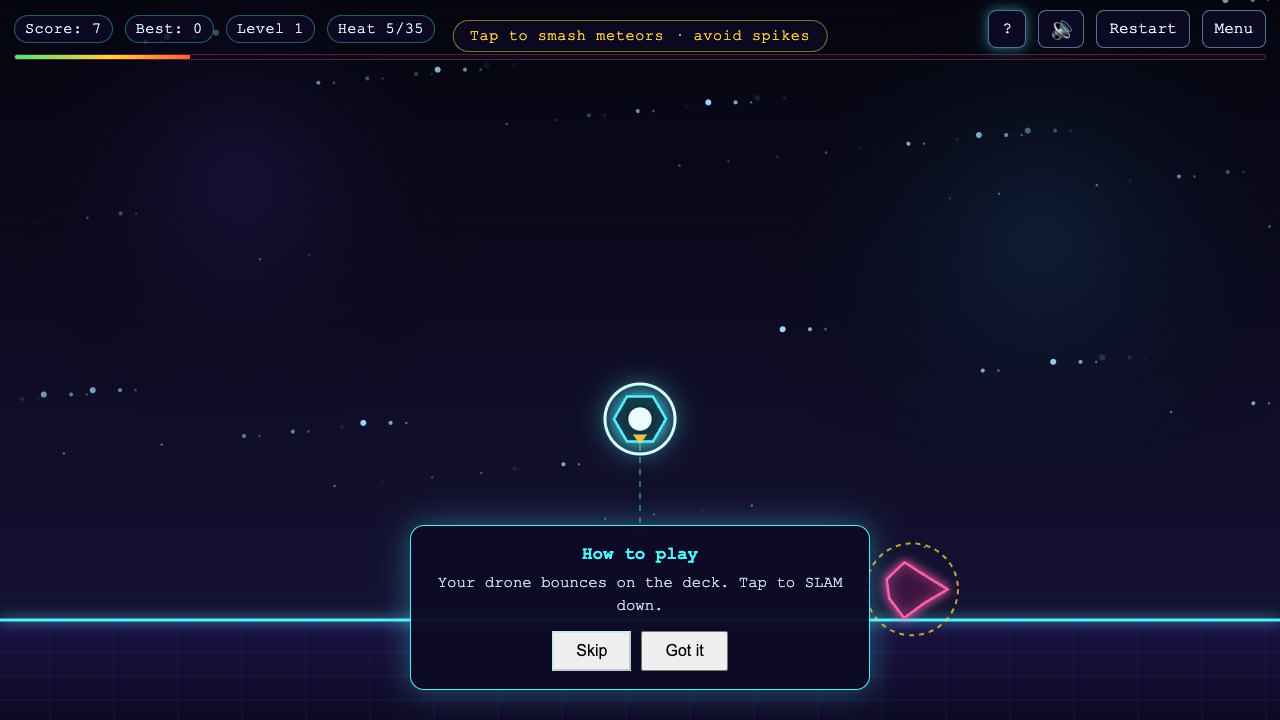 Score: 7
Best: 0
Level 1
Heat 5/35
Tap to smash meteors · avoid spikes
?
Restart
Menu
How to play
Your drone bounces on the deck. Tap to SLAM
down.
Skip
Got it